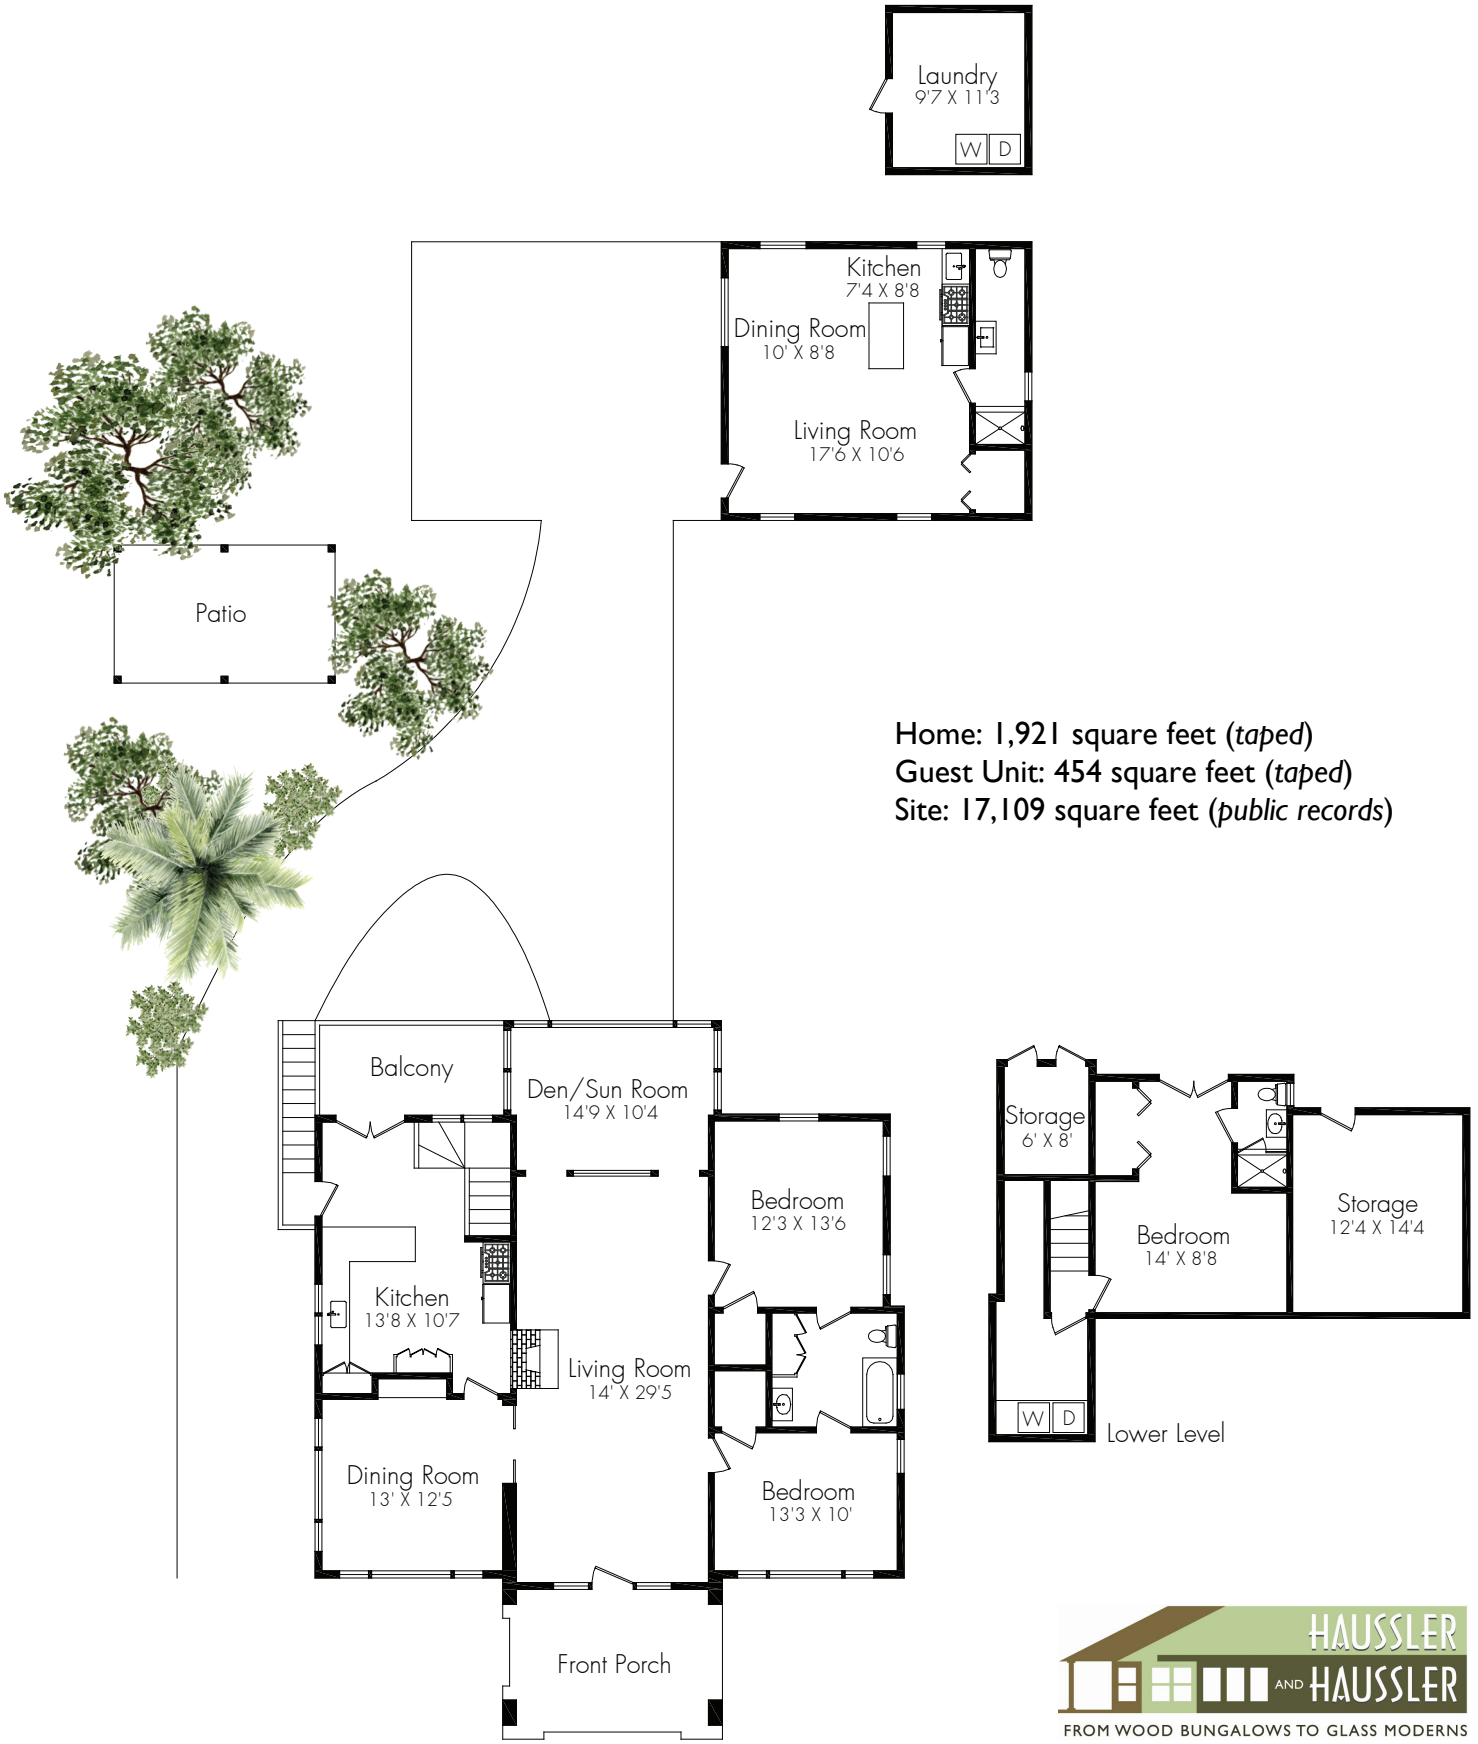 Laundry
9'7 X 11'3
W D
Kitchen
7'4 X 8'8
Dining Room
10' X 8'8
Living Room
17'6 X 10'6
Patio
Home: 1,921 square feet (taped)
Guest Unit: 454 square feet (taped)
Site: 17,109 square feet (public records)
Balcony
Den/Sun Room
14'9 X 10'4
Bedroom
12'3 X 13'6
Kitchen
13'8 X 10'7
Living Room
14' X 29'5
Dining Room
13' X 12'5
Bedroom
13'3 X 10'
Front Porch
Storage
6' X 8'
Bedroom
14' X 8'8
Storage
12'4 X 14'4
W D
Lower Level
HAUSSLER
AND HAUSSLER
FROM WOOD BUNGALOWS TO GLASS MODERNS